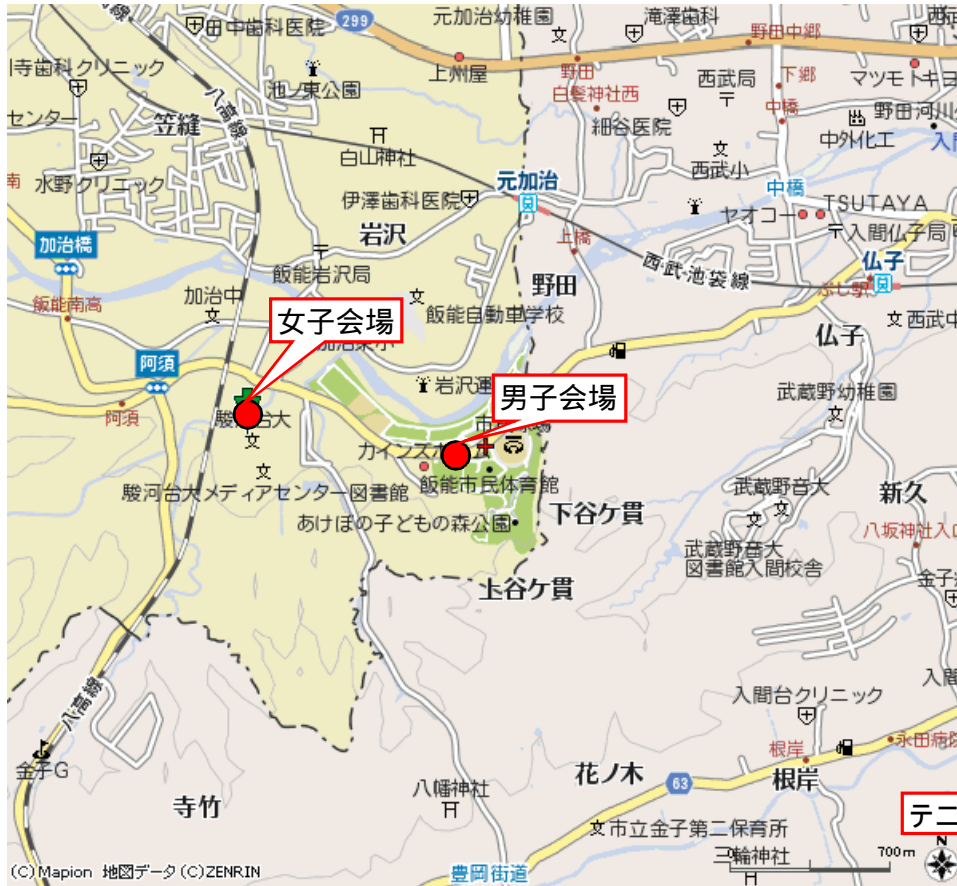 299
元加治幼稚園
滝澤歯科
田中歯科医院
野田中郷
上州屋
野田
西武局
下郷
マツモトキヨ
寺歯科クリニック
池ノ東公園
白髪神社西
中橋
八高線
野田河川
センター
笠縫
細谷医院
中外化工
白山神社
西武小
水野クリニック
元加治
中橋
伊澤歯科医院
TSUTAYA
ヤオコー
岩沢
上橋
入間仏子局
加治橋
西武・池袋線
仏子
飯能岩沢局
野田
加治中
飯能南高
飯能自動車学校
西武中
女子会場
仏子
阿須
岩沢運
男子会場
武蔵野幼稚園
阿須
駿河台大
飯能市民体育館
駿河台大メディアセンター図書館
武蔵野音大
新久
下谷ケ貫
あけぼの子どもの森公園
八坂神社入口
武蔵野音大
図書館入間校舎
上谷ケ貫
八高線
入間台クリニック
永田病院
根岸
金子G
花ノ木
63
根岸
八幡神社
寺竹
テニ
市立金子第二保育所
N
三輪神社
700m
(C)Mapion 地図データ(C)ZENRIN
豊岡街道